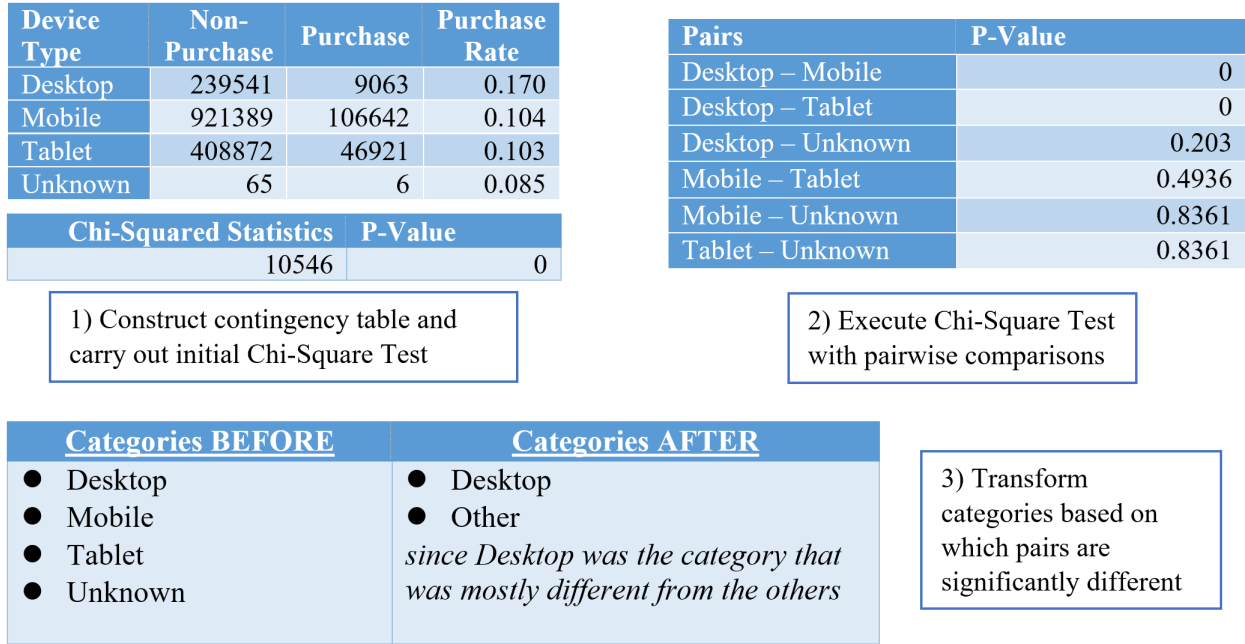 Device Type Non-Purchase Purchase Purchase Rate
Desktop 239541 9063 0.170
Mobile 921389 106642 0.104
Tablet 408872 46921 0.103
Unknown 65 6 0.085
Chi-Squared Statistics P-Value
10546 0
1) Construct contingency table and
carry out initial Chi-Square Test
Pairs P-Value
Desktop – Mobile 0
Desktop – Tablet 0
Desktop – Unknown 0.203
Mobile – Tablet 0.4936
Mobile – Unknown 0.8361
Tablet – Unknown 0.8361
2) Execute Chi-Square Test
with pairwise comparisons
Categories BEFORE Categories AFTER
● Desktop ● Desktop
● Mobile ● Other
● Tablet since Desktop was the category that
● Unknown was mostly different from the others
3) Transform
categories based on
which pairs are
significantly different